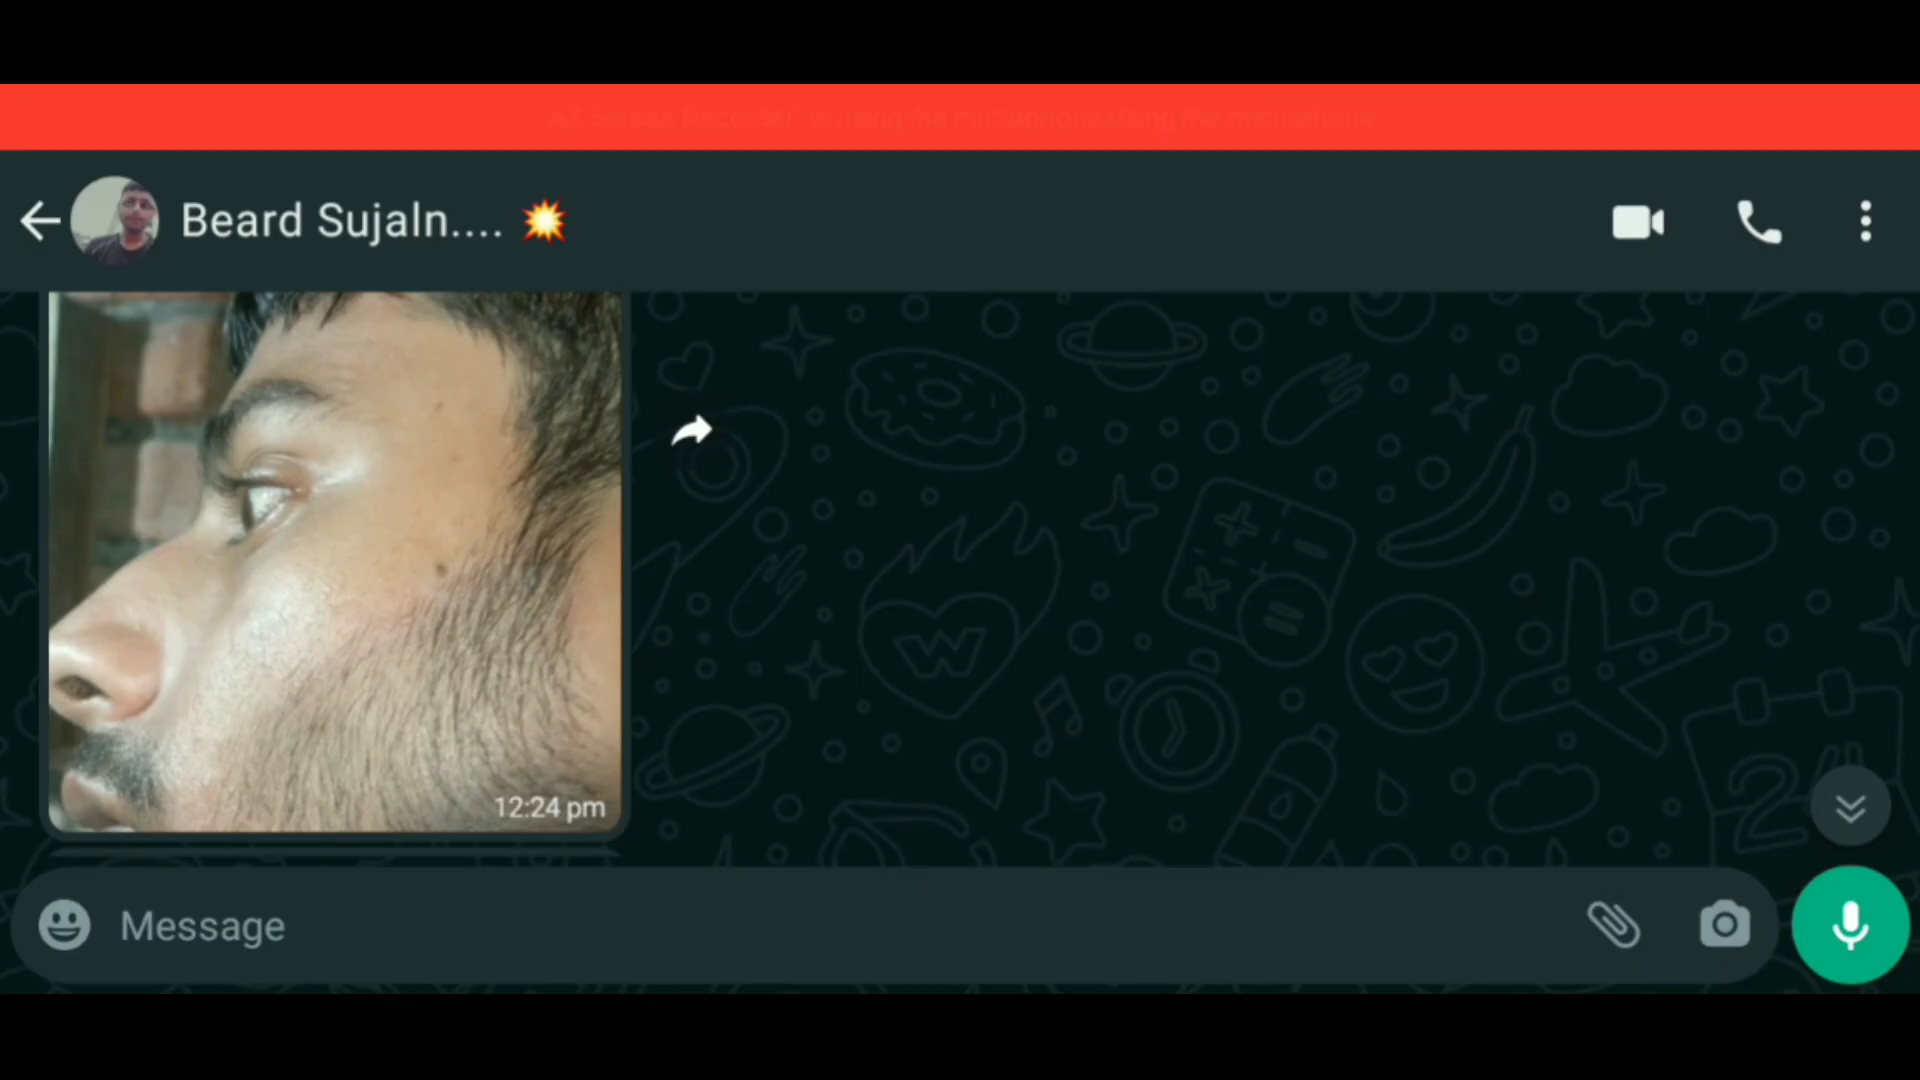 Beard Sujaln.... 💥
12:24 pm
Message